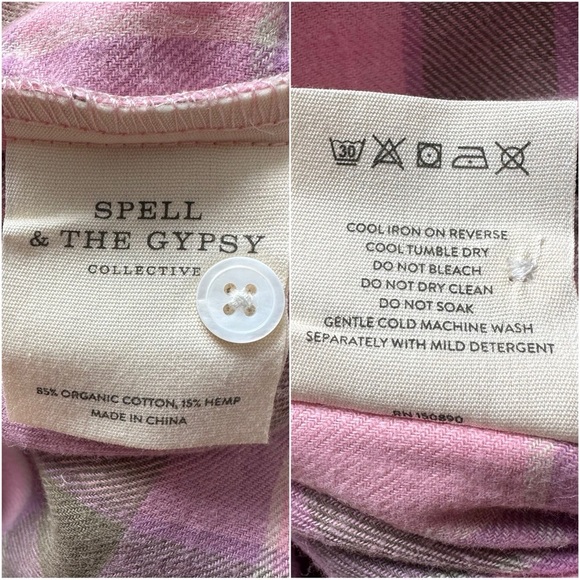 SPELL
& THE GYPSY
COLLECTIVE
85% ORGANIC COTTON, 15% HEMP
MADE IN CHINA
30
COOL IRON ON REVERSE
COOL TUMBLE DRY
DO NOT BLEACH
DO NOT DRY CLEAN
DO NOT SOAK
GENTLE COLD MACHINE WASH
SEPARATELY WITH MILD DETERGENT
RN 150890